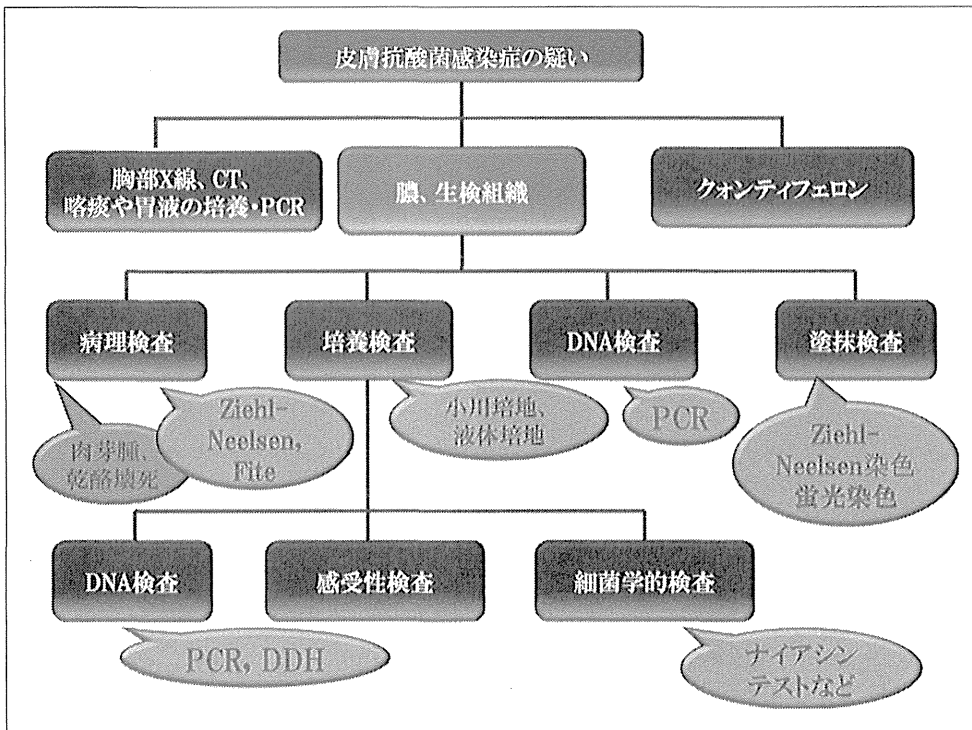 皮膚抗酸菌感染症の疑い
胸部X線、CT、
喀痰や胃液の培養・PCR
膿、生検組織
クォンティフェロン
病理検査
培養検査
DNA検査
塗抹検査
肉芽腫、
乾酪壊死
Ziehl-
Neelsen,
Fite
小川培地、
液体培地
PCR
Ziehl-
Neelsen染色
蛍光染色
DNA検査
感受性検査
細菌学的検査
PCR, DDH
ナイアシン
テストなど